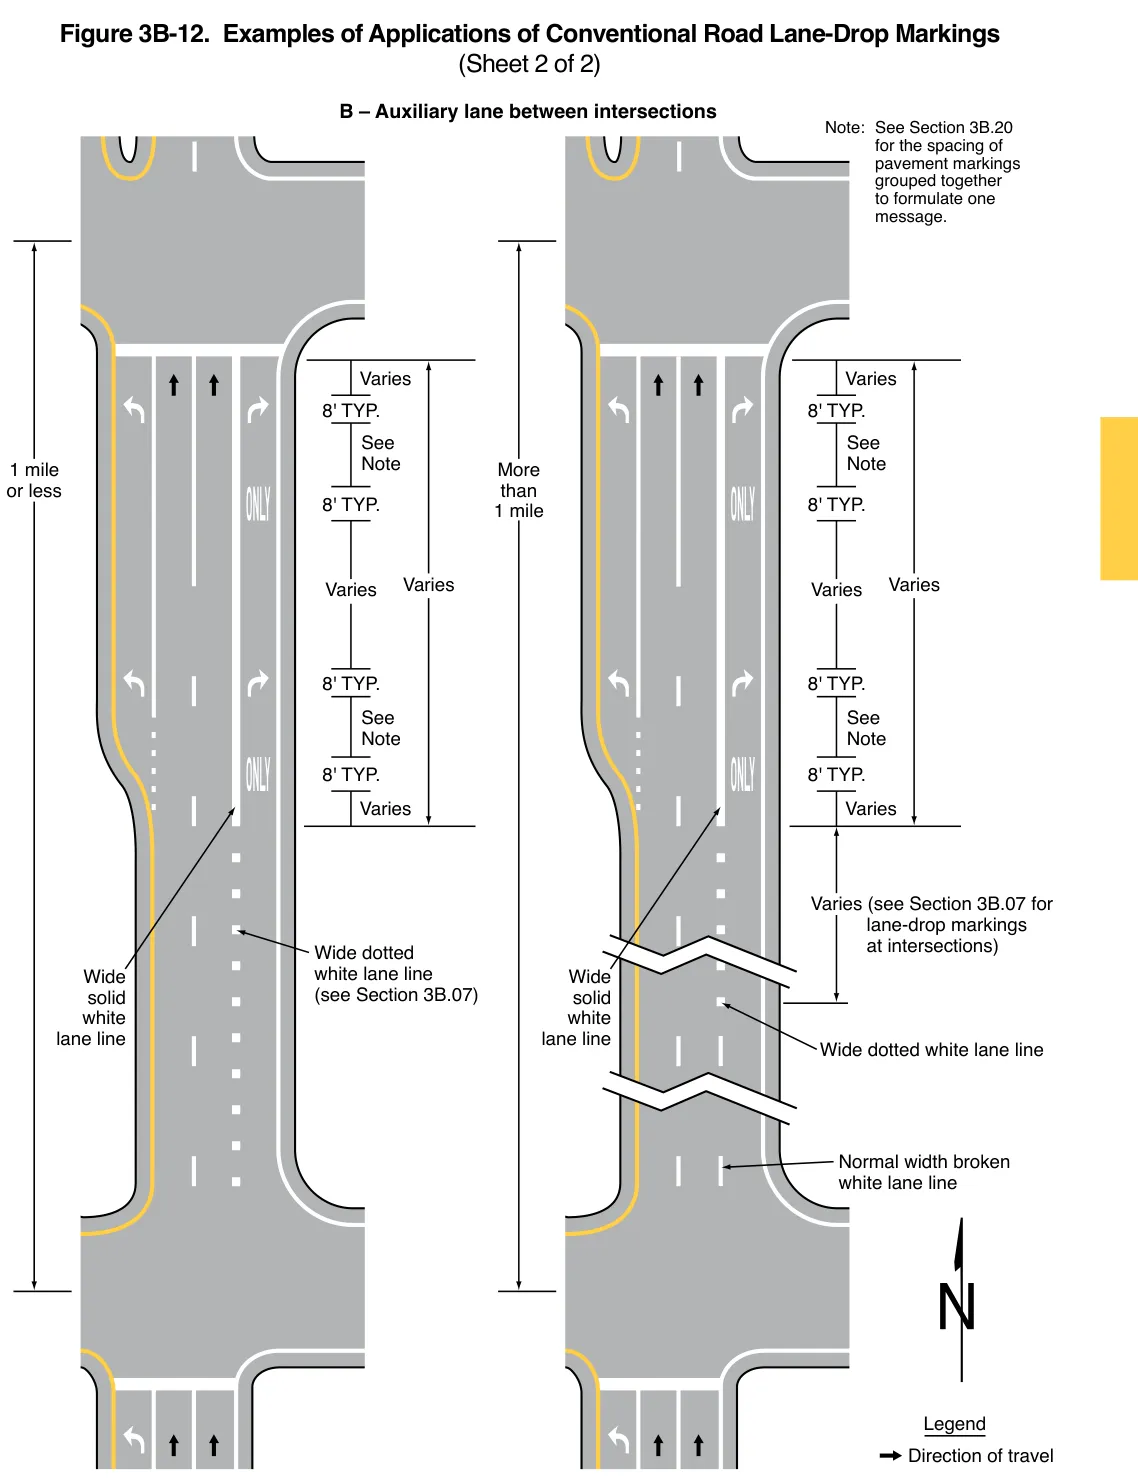 Figure 3B-12.  Examples of Applications of Conventional Road Lane-Drop Markings
(Sheet 2 of 2)
B – Auxiliary lane between intersections
Note: See Section 3B.20
for the spacing of
pavement markings
grouped together
to formulate one
message.
1 mile
or less
Varies
8' TYP.
See
Note
8' TYP.
Varies
Varies
8' TYP.
See
Note
8' TYP.
Varies
ONLY
ONLY
Wide
solid
white
lane line
Wide dotted
white lane line
(see Section 3B.07)
More
than
1 mile
Varies
8' TYP.
See
Note
8' TYP.
Varies
Varies
8' TYP.
See
Note
8' TYP.
Varies
ONLY
ONLY
Varies (see Section 3B.07 for
lane-drop markings
at intersections)
Wide
solid
white
lane line
Wide dotted white lane line
Normal width broken
white lane line
N
Legend
Direction of travel